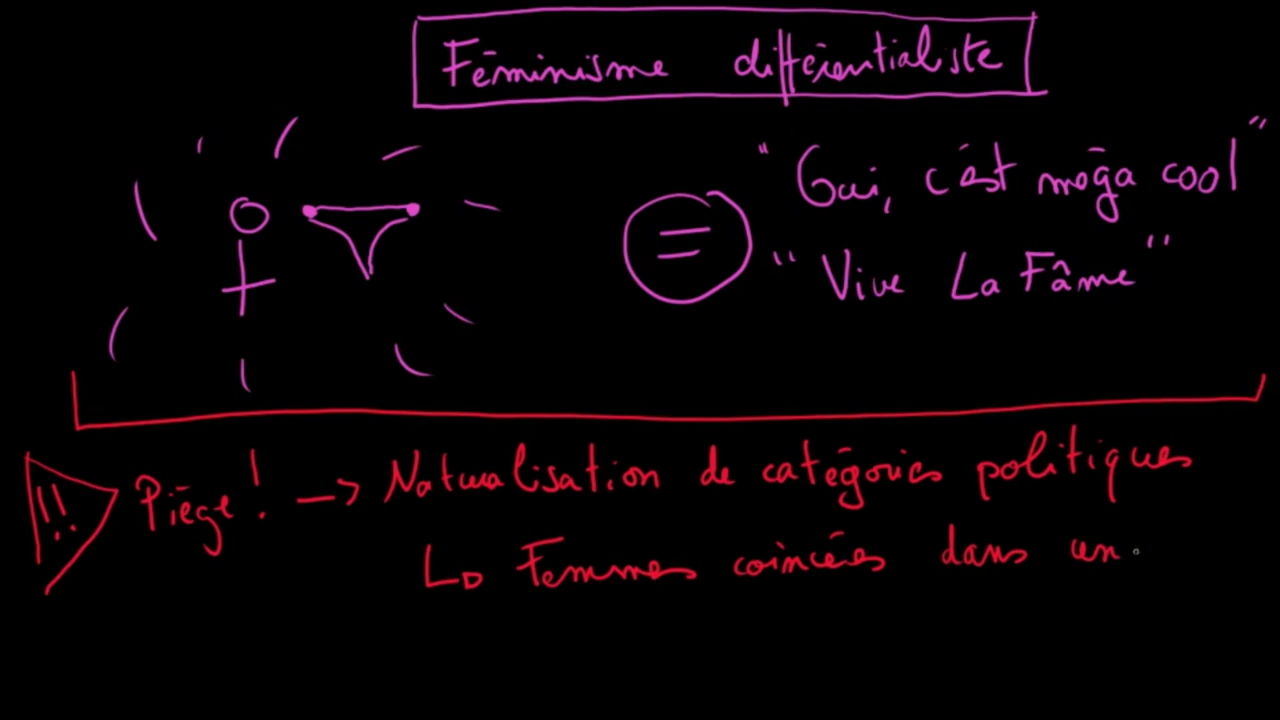 Féminisme différentialiste
"Oui, c'est méga cool"
=
"Vive La Fâme"
!! Piège! → Naturalisation de catégories politiques
↳ Femmes coincées dans un